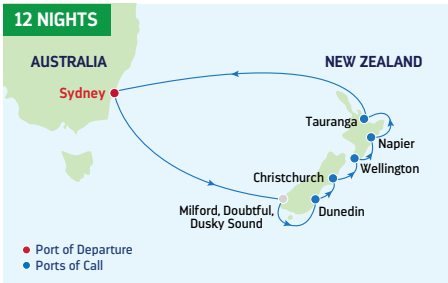 12 NIGHTS
AUSTRALIA
NEW ZEALAND
Sydney
Tauranga
Napier
Wellington
Christchurch
Milford, Doubtful,
Dusky Sound
Dunedin
Port of Departure
Ports of Call